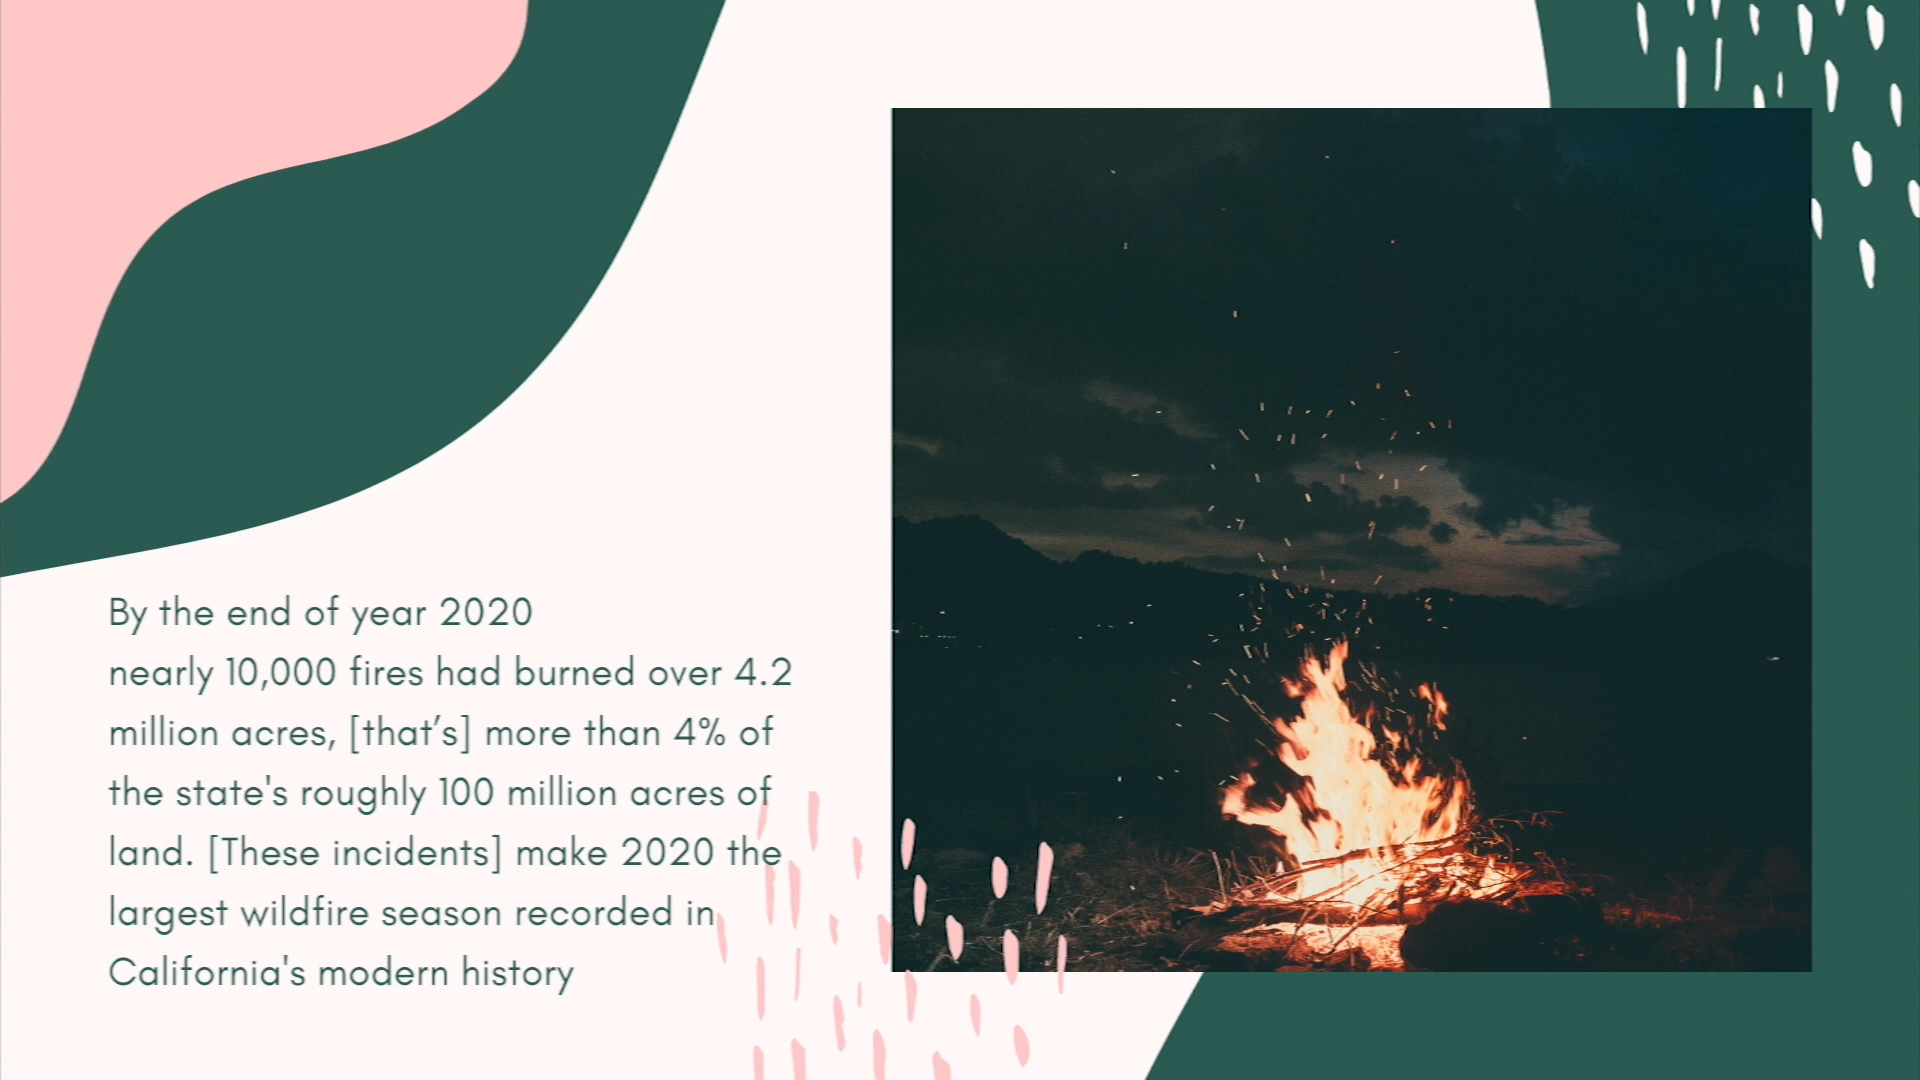 By the end of year 2020
nearly 10,000 fires had burned over 4.2
million acres, [that’s] more than 4% of
the state's roughly 100 million acres of
land. [These incidents] make 2020 the
largest wildfire season recorded in
California's modern history